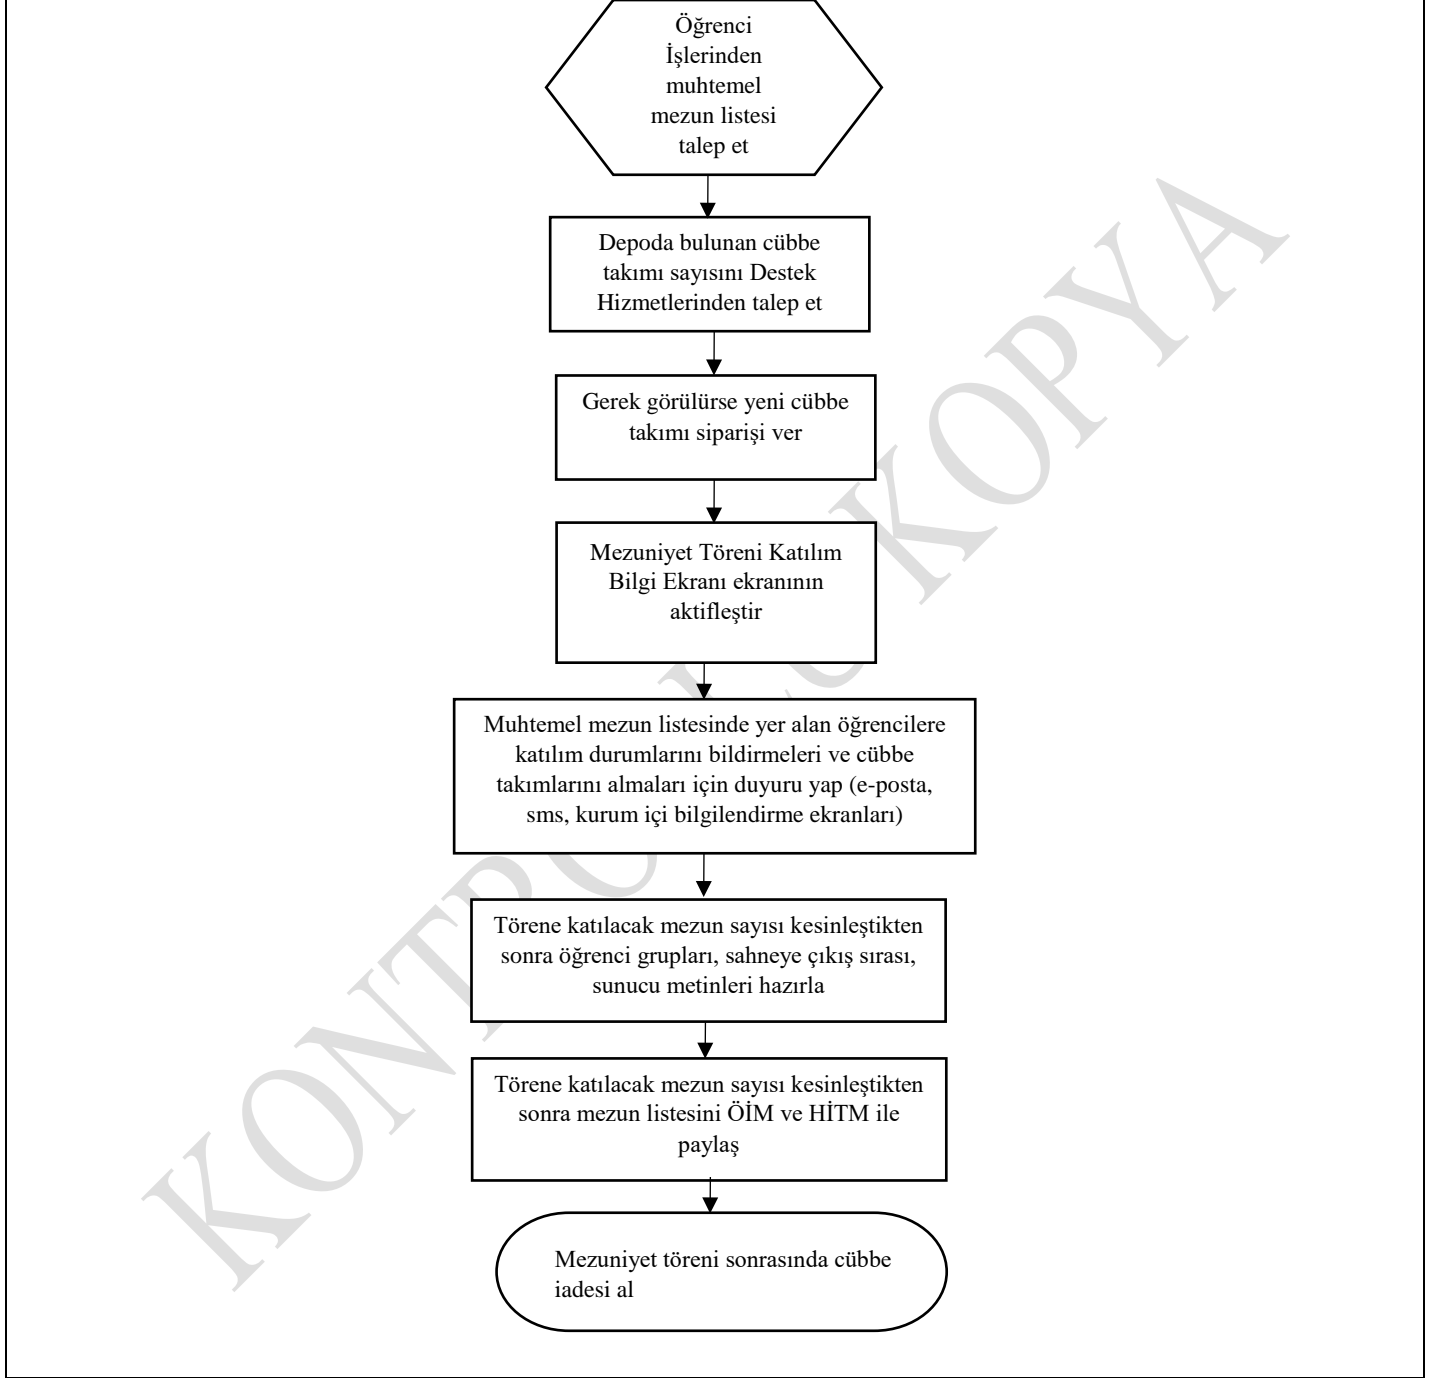 Öğrenci
İşlerinden
muhtemel
mezun listesi
talep et
Depoda bulunan cübbe
takımı sayısını Destek
Hizmetlerinden talep et
Gerek görülürse yeni cübbe
takımı siparişi ver
Mezuniyet Töreni Katılım
Bilgi Ekranı ekranının
aktifleştir
Muhtemel mezun listesinde yer alan öğrencilere
katılım durumlarını bildirmeleri ve cübbe
takımlarını almaları için duyuru yap (e-posta,
sms, kurum içi bilgilendirme ekranları)
Törene katılacak mezun sayısı kesinleştikten
sonra öğrenci grupları, sahneye çıkış sırası,
sunucu metinleri hazırla
Törene katılacak mezun sayısı kesinleştikten
sonra mezun listesini ÖİM ve HİTM ile
paylaş
Mezuniyet töreni sonrasında cübbe
iadesi al
KONTROLLÜ KOPYA